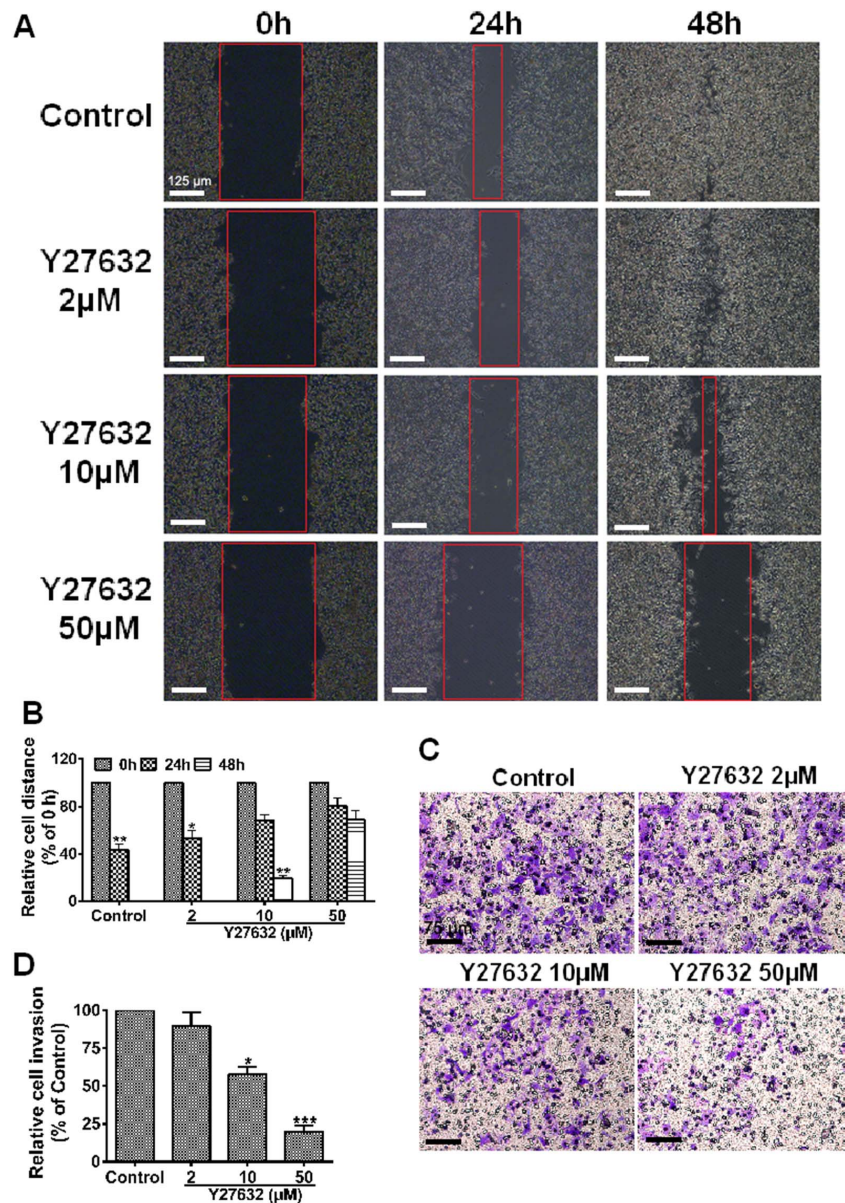 A
0h 24h 48h
Control
125 µm
Y27632
2µM
Y27632
10µM
Y27632
50µM
B
Relative cell distance
(% of 0 h)
120
80
40
0
0h 24h 48h
**
*
**
Control 2 10 50
Y27632 (µM)
C
Control Y27632 2µM
75 µm
Y27632 10µM Y27632 50µM
D
Relative cell invasion
(% of Control)
100
75
50
25
0
*
***
Control 2 10 50
Y27632 (µM)